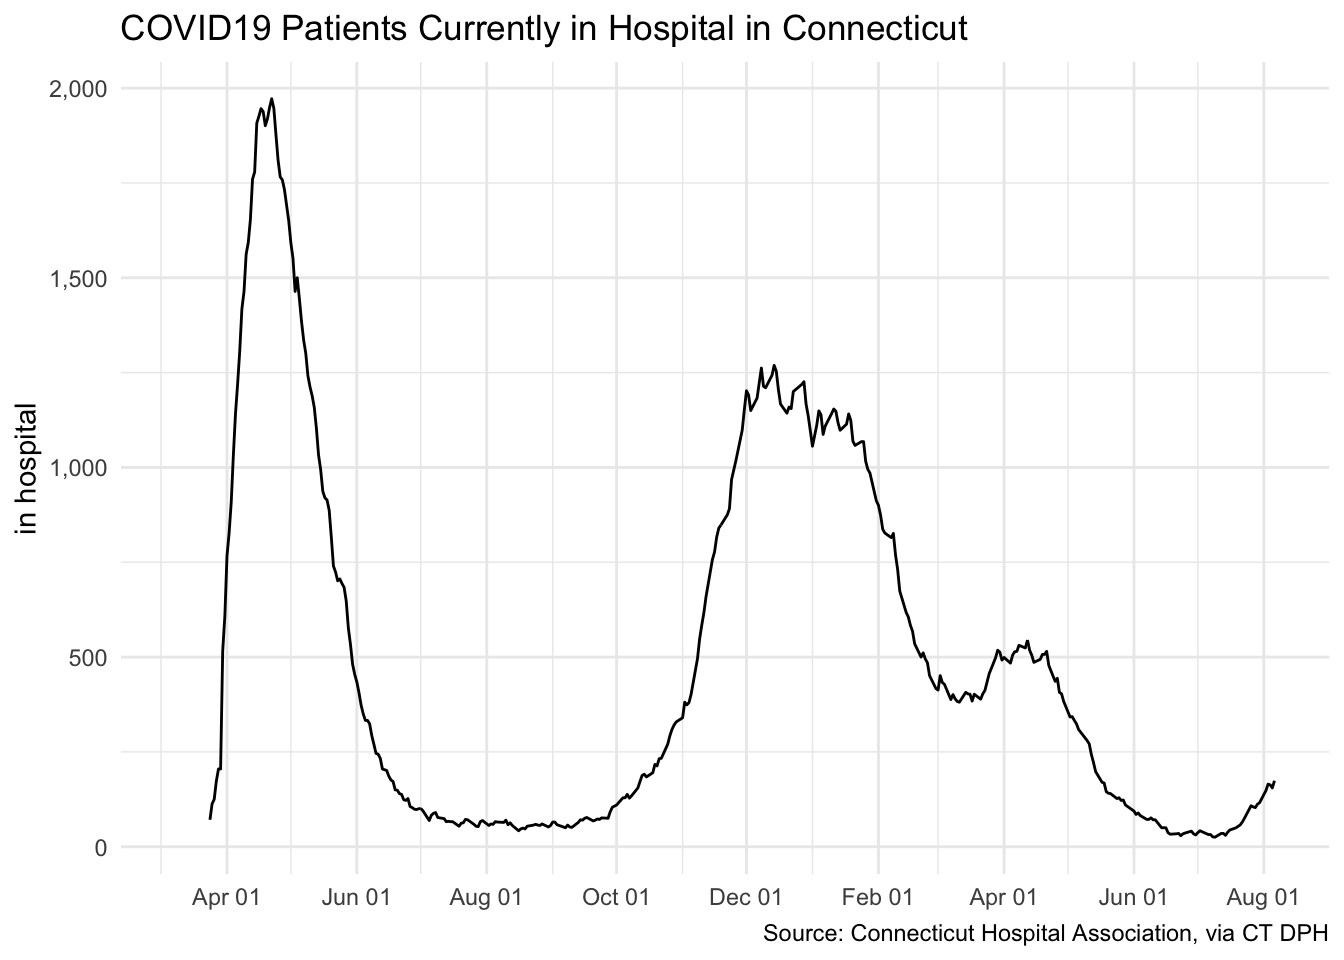 COVID19 Patients Currently in Hospital in Connecticut
2,000
1,500
1,000
500
0
in hospital
Apr 01 Jun 01 Aug 01 Oct 01 Dec 01 Feb 01 Apr 01 Jun 01 Aug 01
Source: Connecticut Hospital Association, via CT DPH